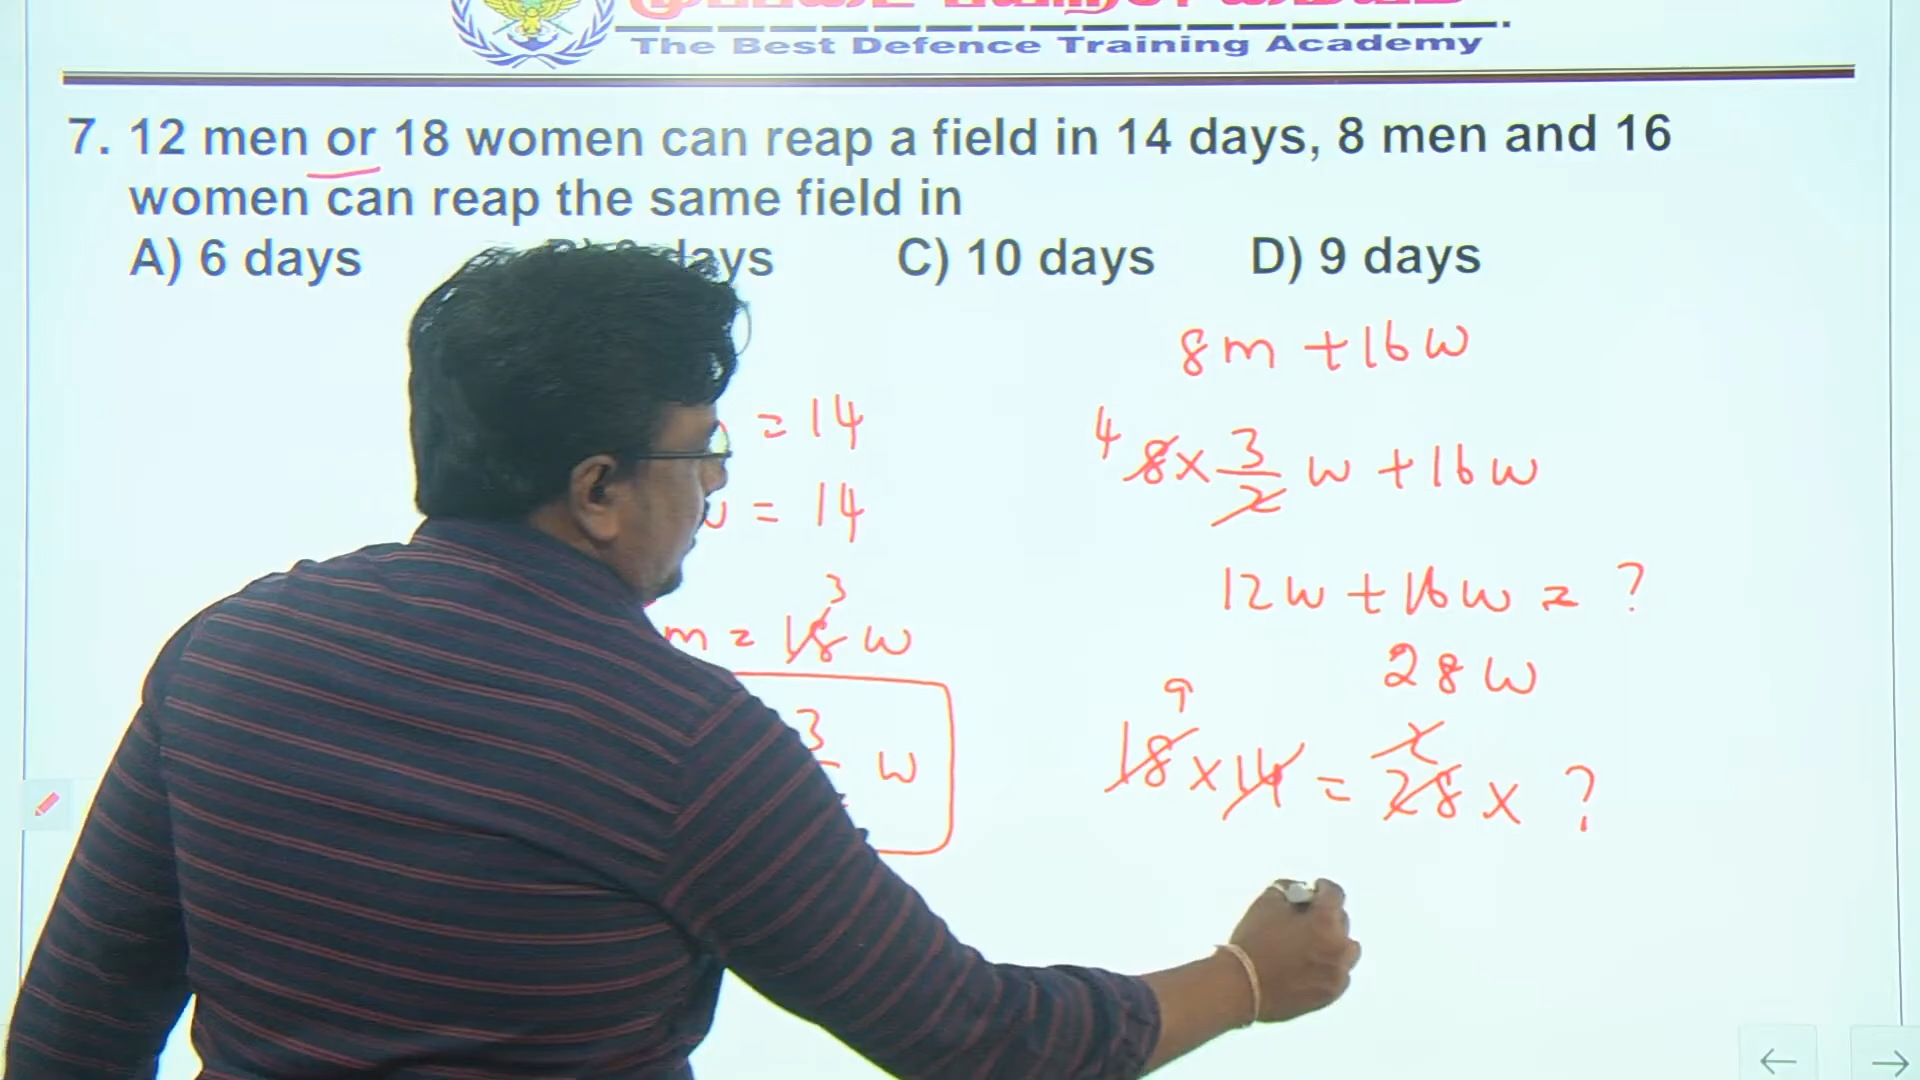 The Best Defence Training Academy
7. 12 men or 18 women can reap a field in 14 days, 8 men and 16
women can reap the same field in
A) 6 days
days
C) 10 days
D) 9 days
= 14
= 14
3
m = 18 w
3
w
8m + 16w
4 8 x 3/2 w + 16w
12w + 16w = ?
28w
9 2
18 x 14 = 28 x ?